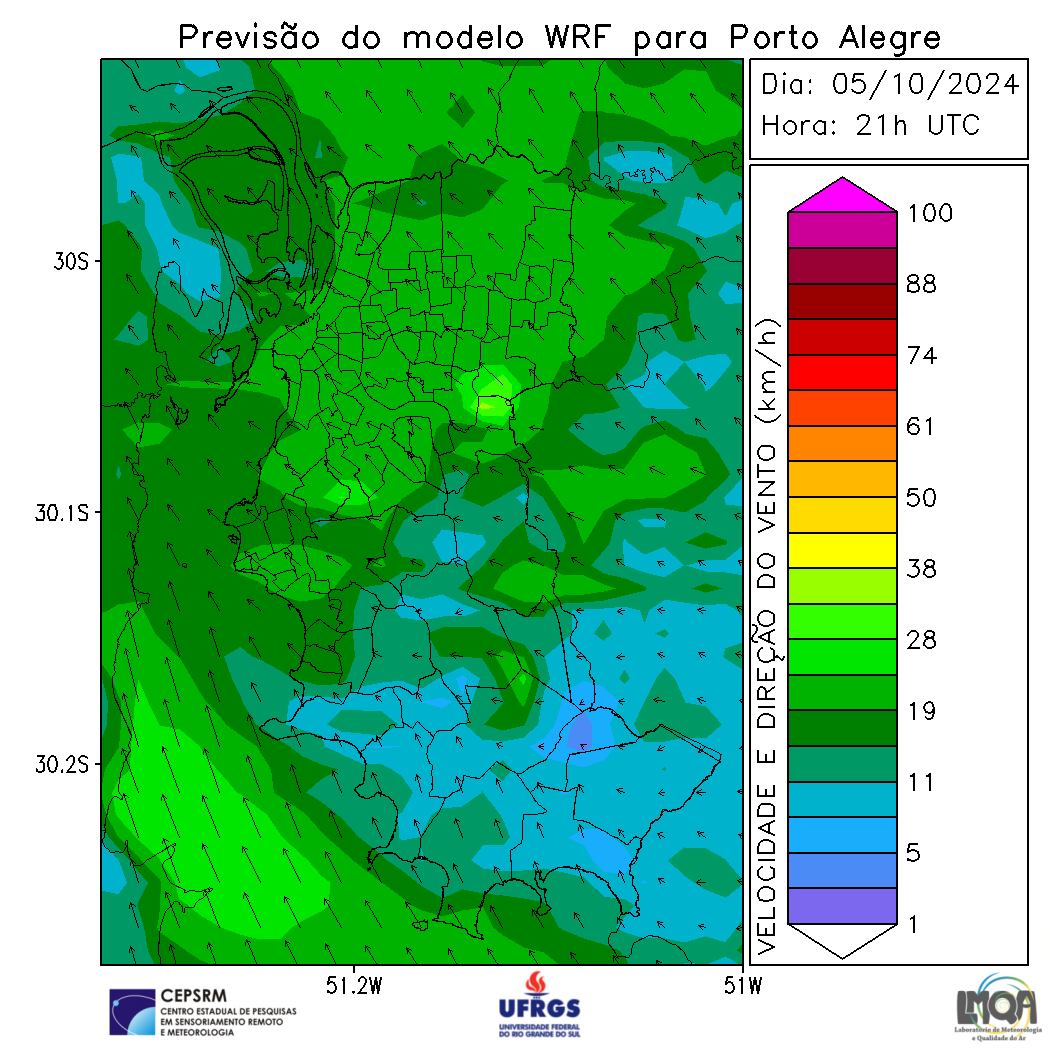 Previsão do modelo WRF para Porto Alegre
Dia: 05/10/2024
Hora: 21h UTC
VELOCIDADE E DIREÇÃO DO VENTO (km/h)
100
88
74
61
50
38
28
19
11
5
1
30S
30.1S
30.2S
51.2W
51W
CEPSRM
CENTRO ESTADUAL DE PESQUISAS
EM SENSORIAMENTO REMOTO
E METEOROLOGIA
UFRGS
UNIVERSIDADE FEDERAL
DO RIO GRANDE DO SUL
LMQA
Laboratório de Meteorologia
e Qualidade do Ar